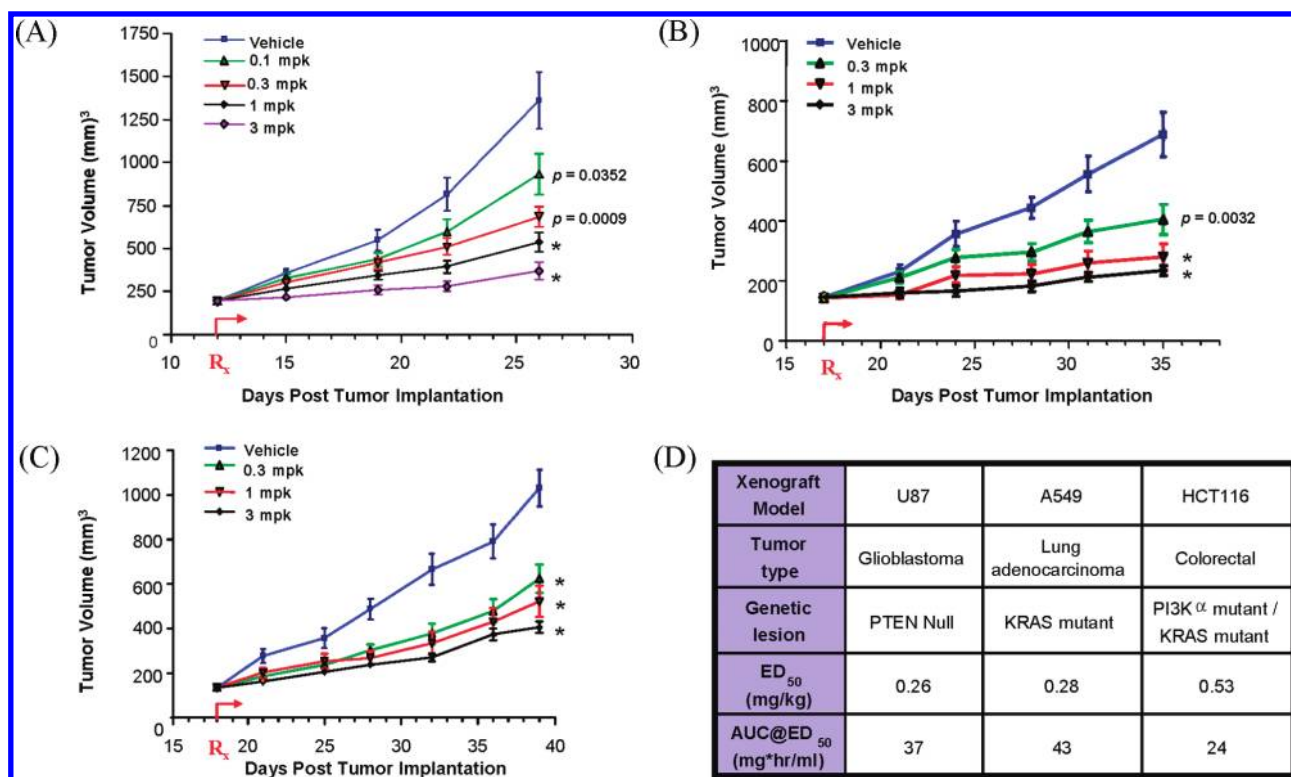 (A)
Vehicle
0.1 mpk
0.3 mpk
1 mpk
3 mpk
Tumor Volume (mm)³
1750
1500
1250
1000
750
500
250
0
p = 0.0352
p = 0.0009
*
*
10 15 20 25 30
Rx
Days Post Tumor Implantation
(B)
Vehicle
0.3 mpk
1 mpk
3 mpk
Tumor Volume (mm)³
1000
800
600
400
200
0
p = 0.0032
*
*
15 20 25 30 35
Rx
Days Post Tumor Implantation
(C)
Vehicle
0.3 mpk
1 mpk
3 mpk
Tumor Volume (mm)³
1200
1000
800
600
400
200
0
*
*
*
15 20 25 30 35 40
Rx
Days Post Tumor Implantation
(D)
Xenograft Model U87 A549 HCT116
Tumor type Glioblastoma Lung adenocarcinoma Colorectal
Genetic lesion PTEN Null KRAS mutant PI3Kα mutant / KRAS mutant
ED50 (mg/kg) 0.26 0.28 0.53
AUC@ED50 (mg*hr/ml) 37 43 24